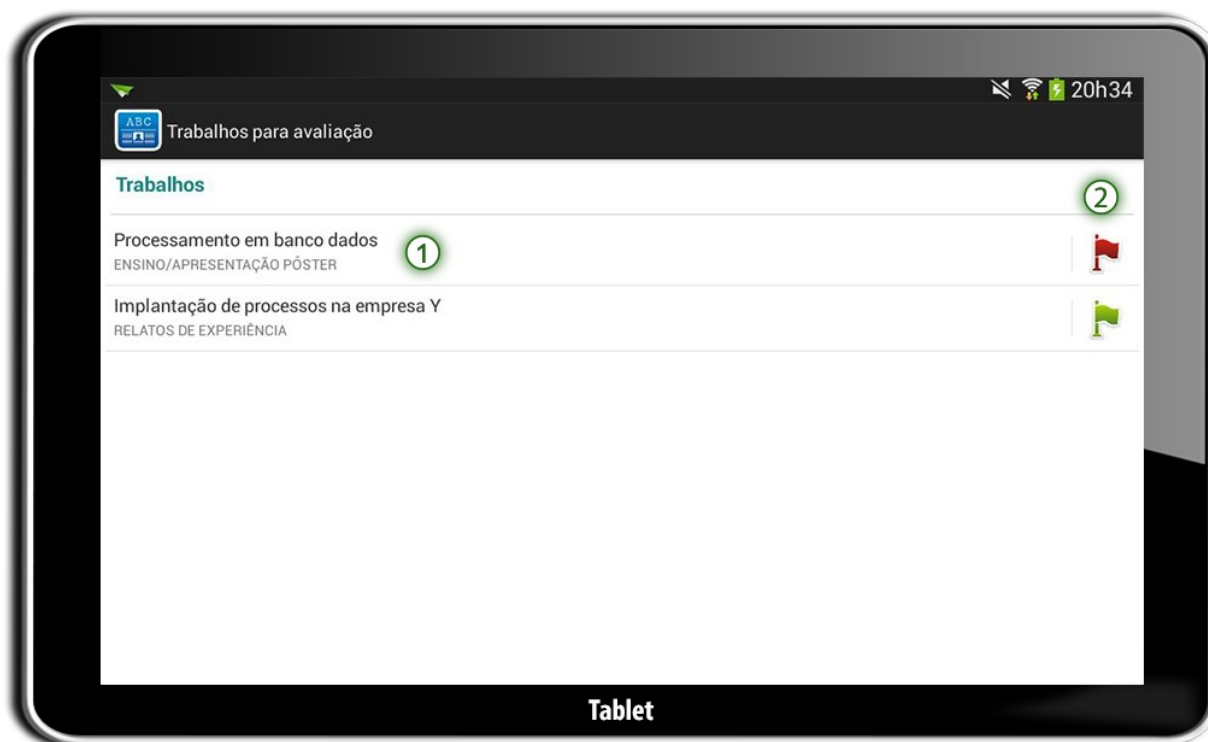 20h34
ABC
Trabalhos para avaliação
Trabalhos
2
Processamento em banco dados
1
ENSINO/APRESENTAÇÃO PÔSTER
Implantação de processos na empresa Y
RELATOS DE EXPERIÊNCIA
Tablet